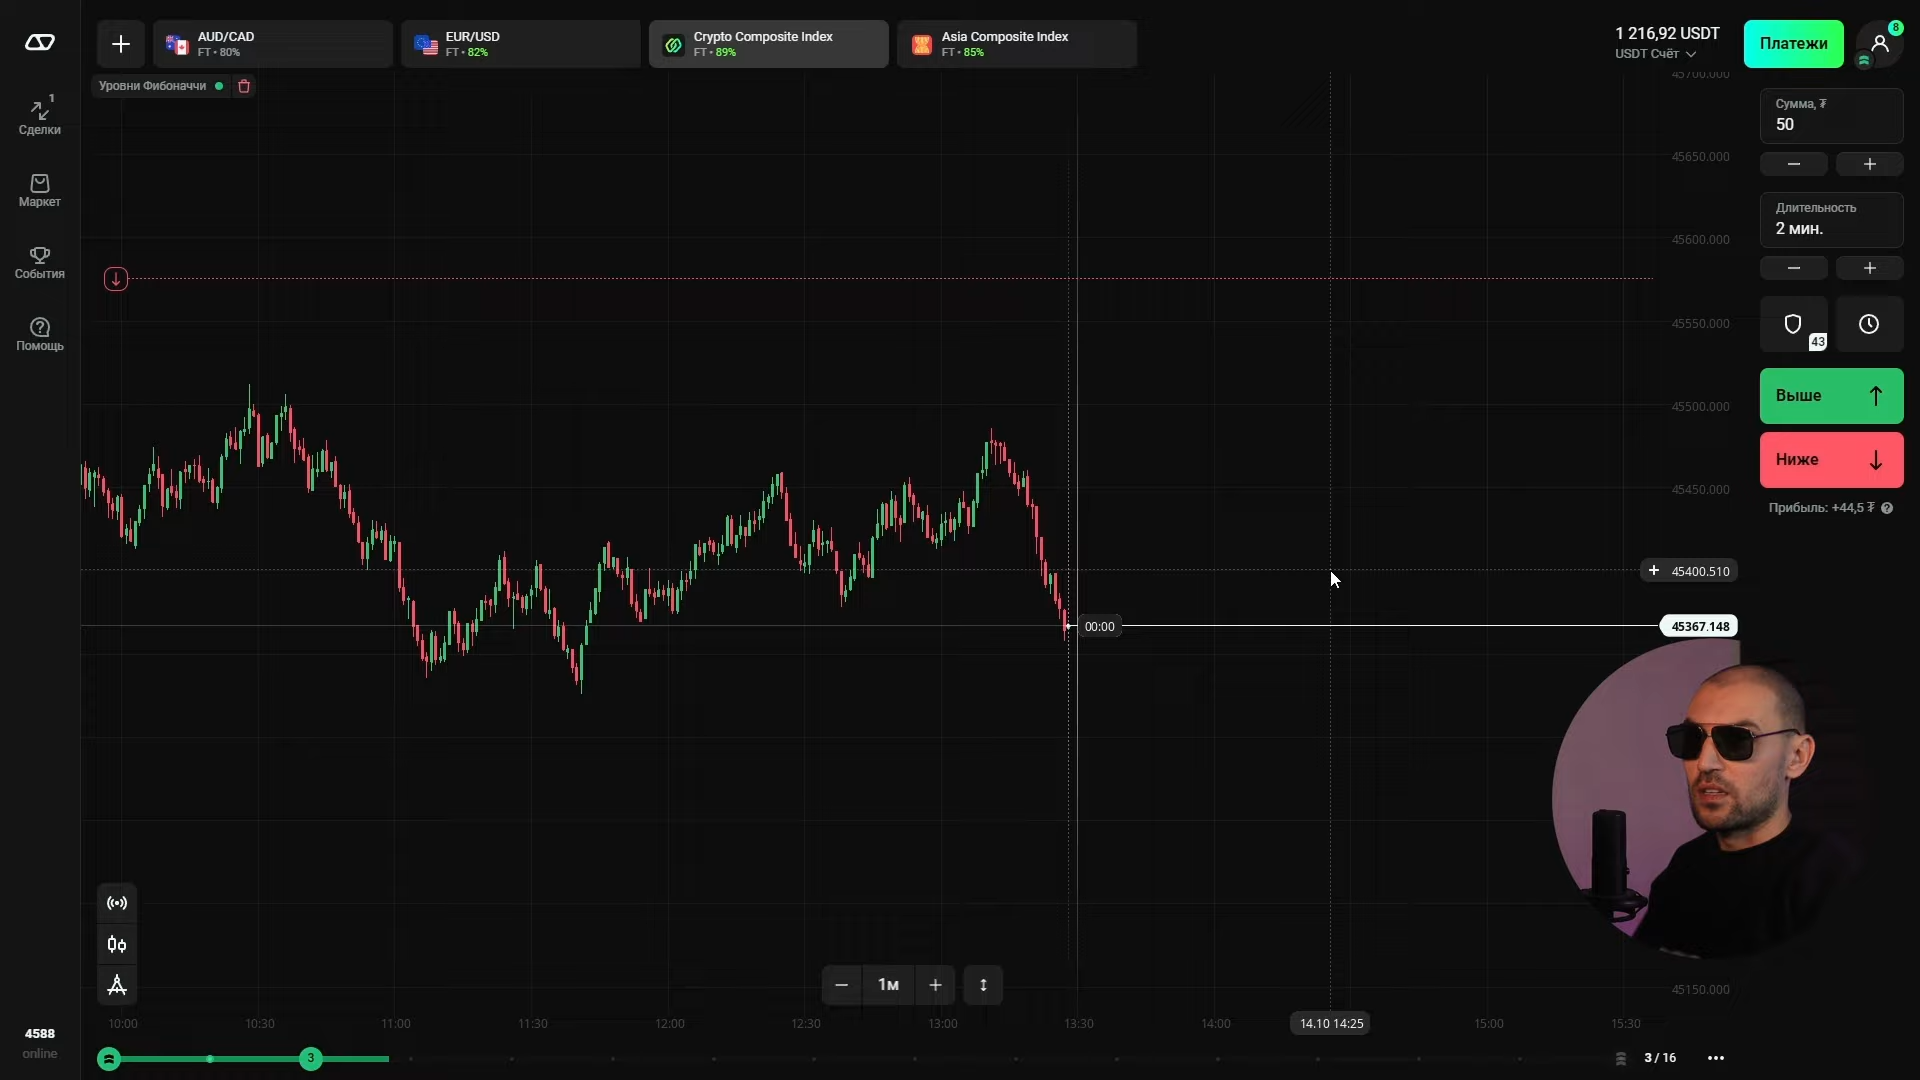 AUD/CAD
FT • 80%
EUR/USD
FT • 82%
Crypto Composite Index
FT • 89%
Asia Composite Index
FT • 85%
1 216,92 USDT
USDT Счёт
Платежи
8
Уровни Фибоначчи
1
Сделки
Маркет
События
Помощь
45700.000
45650.000
45600.000
45550.000
45500.000
45450.000
45400.510
45367.148
45150.000
00:00
Сумма, ₮
50
Длительность
2 мин.
43
Выше
Ниже
Прибыль: +44,5 ₮
1м
10:00
10:30
11:00
11:30
12:00
12:30
13:00
13:30
14:00
14.10 14:25
15:00
15:30
4588
online
3
3 / 16